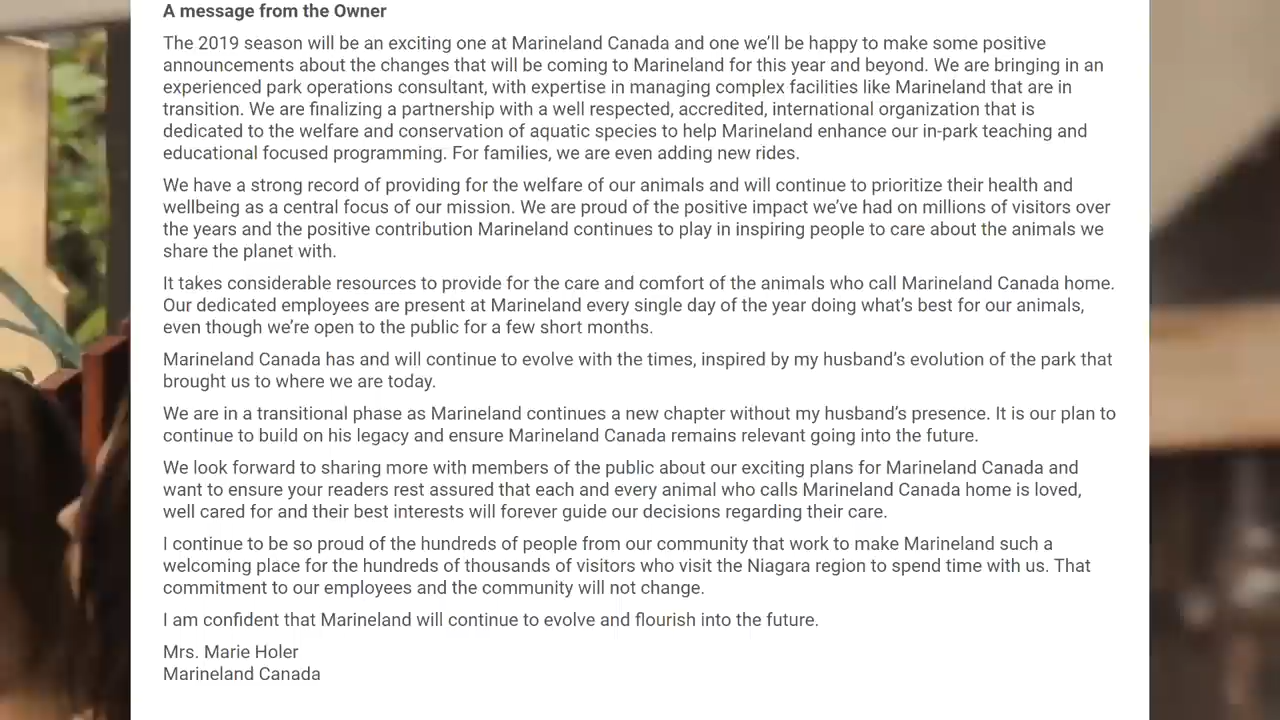 A message from the Owner
The 2019 season will be an exciting one at Marineland Canada and one we'll be happy to make some positive
announcements about the changes that will be coming to Marineland for this year and beyond. We are bringing in an
experienced park operations consultant, with expertise in managing complex facilities like Marineland that are in
transition. We are finalizing a partnership with a well respected, accredited, international organization that is
dedicated to the welfare and conservation of aquatic species to help Marineland enhance our in-park teaching and
educational focused programming. For families, we are even adding new rides.
We have a strong record of providing for the welfare of our animals and will continue to prioritize their health and
wellbeing as a central focus of our mission. We are proud of the positive impact we've had on millions of visitors over
the years and the positive contribution Marineland continues to play in inspiring people to care about the animals we
share the planet with.
It takes considerable resources to provide for the care and comfort of the animals who call Marineland Canada home.
Our dedicated employees are present at Marineland every single day of the year doing what's best for our animals,
even though we're open to the public for a few short months.
Marineland Canada has and will continue to evolve with the times, inspired by my husband's evolution of the park that
brought us to where we are today.
We are in a transitional phase as Marineland continues a new chapter without my husband's presence. It is our plan to
continue to build on his legacy and ensure Marineland Canada remains relevant going into the future.
We look forward to sharing more with members of the public about our exciting plans for Marineland Canada and
want to ensure your readers rest assured that each and every animal who calls Marineland Canada home is loved,
well cared for and their best interests will forever guide our decisions regarding their care.
I continue to be so proud of the hundreds of people from our community that work to make Marineland such a
welcoming place for the hundreds of thousands of visitors who visit the Niagara region to spend time with us. That
commitment to our employees and the community will not change.
I am confident that Marineland will continue to evolve and flourish into the future.
Mrs. Marie Holer
Marineland Canada